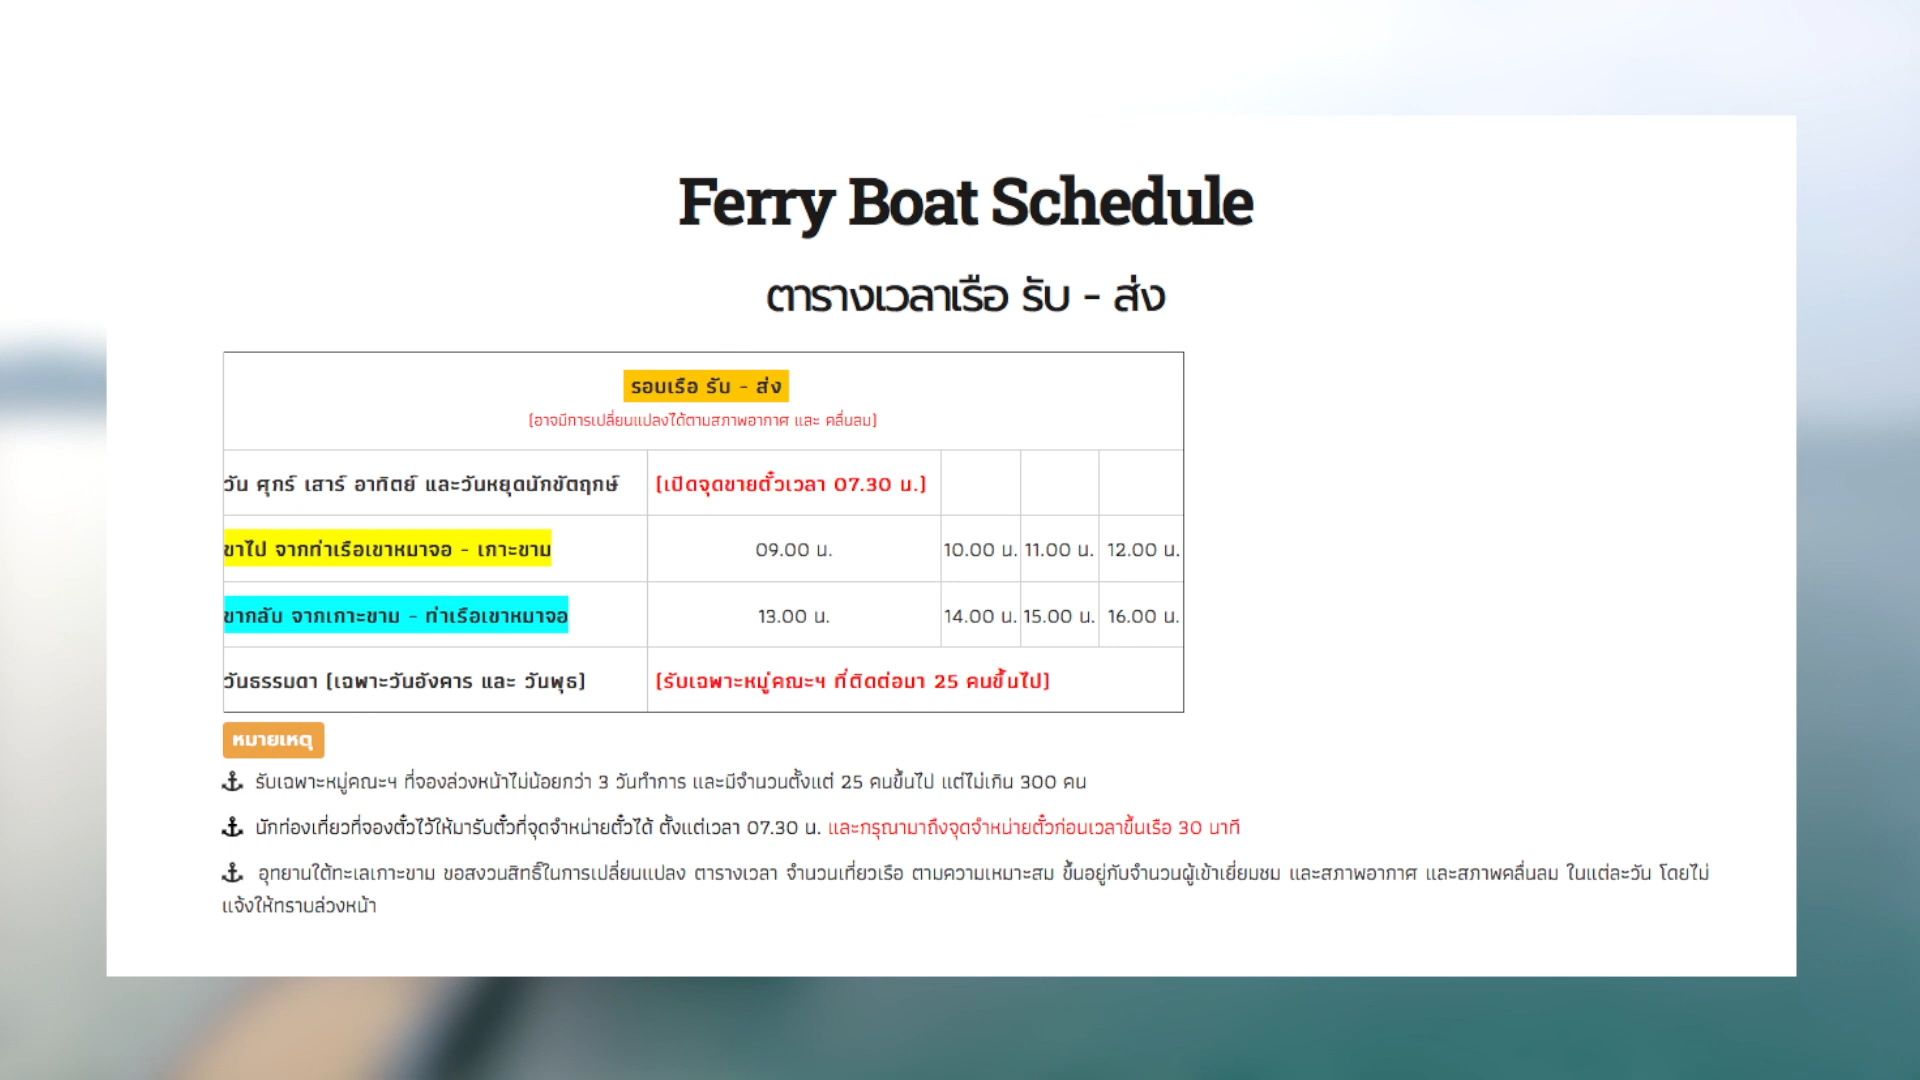 Ferry Boat Schedule
ตารางเวลาเรือ รับ - ส่ง
รอบเรือ รับ - ส่ง
(อาจมีการเปลี่ยนแปลงได้ตามสภาพอากาศ และ คลื่นลม)
วัน ศุกร์ เสาร์ อาทิตย์ และวันหยุดนักขัตฤกษ์ (เปิดจุดขายตั๋วเวลา 07.30 น.)
ขาไป จากท่าเรือเขาหมาจอ - เกาะขาม 09.00 น. 10.00 น. 11.00 น. 12.00 น.
ขากลับ จากเกาะขาม - ท่าเรือเขาหมาจอ 13.00 น. 14.00 น. 15.00 น. 16.00 น.
วันธรรมดา (เฉพาะวันอังคาร และ วันพุธ) (รับเฉพาะหมู่คณะฯ ที่ติดต่อมา 25 คนขึ้นไป)
หมายเหตุ
รับเฉพาะหมู่คณะฯ ที่จองล่วงหน้าไม่น้อยกว่า 3 วันทำการ และมีจำนวนตั้งแต่ 25 คนขึ้นไป แต่ไม่เกิน 300 คน
นักท่องเที่ยวที่จองตั๋วไว้ให้มารับตั๋วที่จุดจำหน่ายตั๋วได้ ตั้งแต่เวลา 07.30 น. และกรุณามาถึงจุดจำหน่ายตั๋วก่อนเวลาขึ้นเรือ 30 นาที
อุทยานใต้ทะเลเกาะขาม ขอสงวนสิทธิ์ในการเปลี่ยนแปลง ตารางเวลา จำนวนเที่ยวเรือ ตามความเหมาะสม ขึ้นอยู่กับจำนวนผู้เข้าเยี่ยมชม และสภาพอากาศ และสภาพคลื่นลม ในแต่ละวัน โดยไม่
แจ้งให้ทราบล่วงหน้า